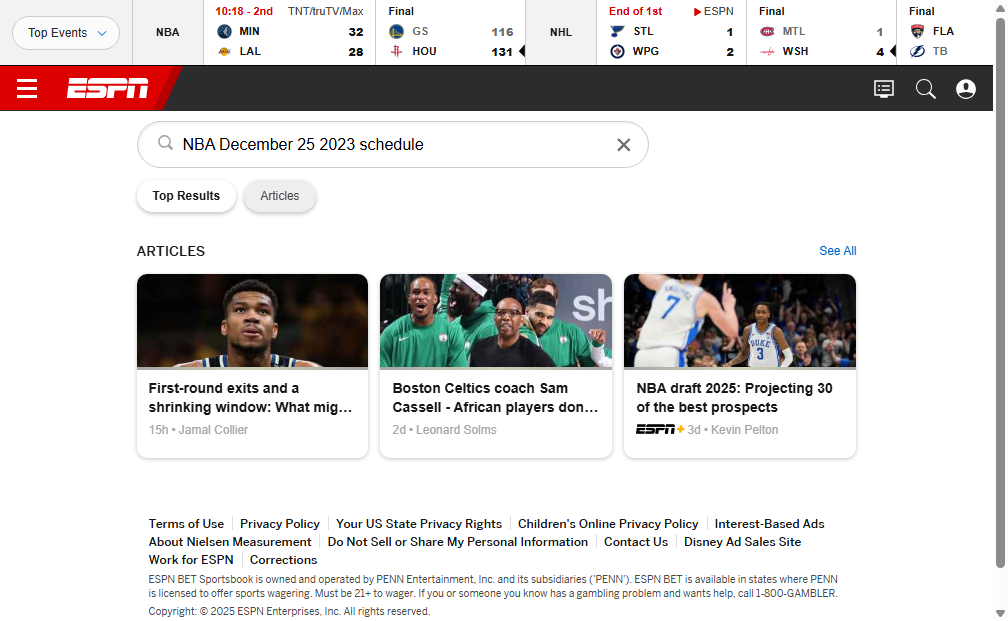 Top Events
NBA
10:18 - 2nd TNT/truTV/Max
MIN 32
LAL 28
Final
GS 116
HOU 131
NHL
End of 1st ESPN
STL 1
WPG 2
Final
MTL 1
WSH 4
Final
FLA
TB
ESPN
NBA December 25 2023 schedule
Top Results
Articles
ARTICLES
See All
First-round exits and a
shrinking window: What mig...
15h • Jamal Collier
Boston Celtics coach Sam
Cassell - African players don...
2d • Leonard Solms
NBA draft 2025: Projecting 30
of the best prospects
ESPN+ 3d • Kevin Pelton
7
DUKE
3
sh
Terms of Use Privacy Policy Your US State Privacy Rights Children's Online Privacy Policy Interest-Based Ads
About Nielsen Measurement Do Not Sell or Share My Personal Information Contact Us Disney Ad Sales Site
Work for ESPN Corrections
ESPN BET Sportsbook is owned and operated by PENN Entertainment, Inc. and its subsidiaries ('PENN'). ESPN BET is available in states where PENN
is licensed to offer sports wagering. Must be 21+ to wager. If you or someone you know has a gambling problem and wants help, call 1-800-GAMBLER.
Copyright: © 2025 ESPN Enterprises, Inc. All rights reserved.